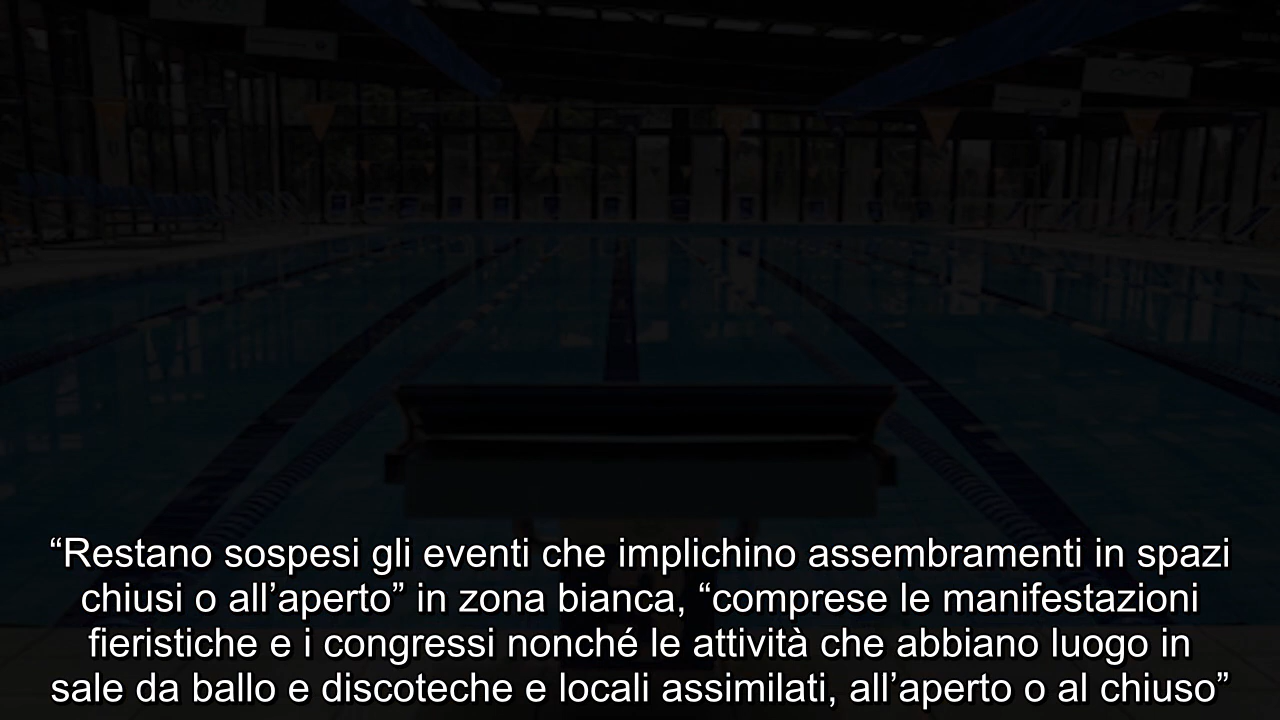 “Restano sospesi gli eventi che implichino assembramenti in spazi
chiusi o all’aperto” in zona bianca, “comprese le manifestazioni
fieristiche e i congressi nonché le attività che abbiano luogo in
sale da ballo e discoteche e locali assimilati, all’aperto o al chiuso”